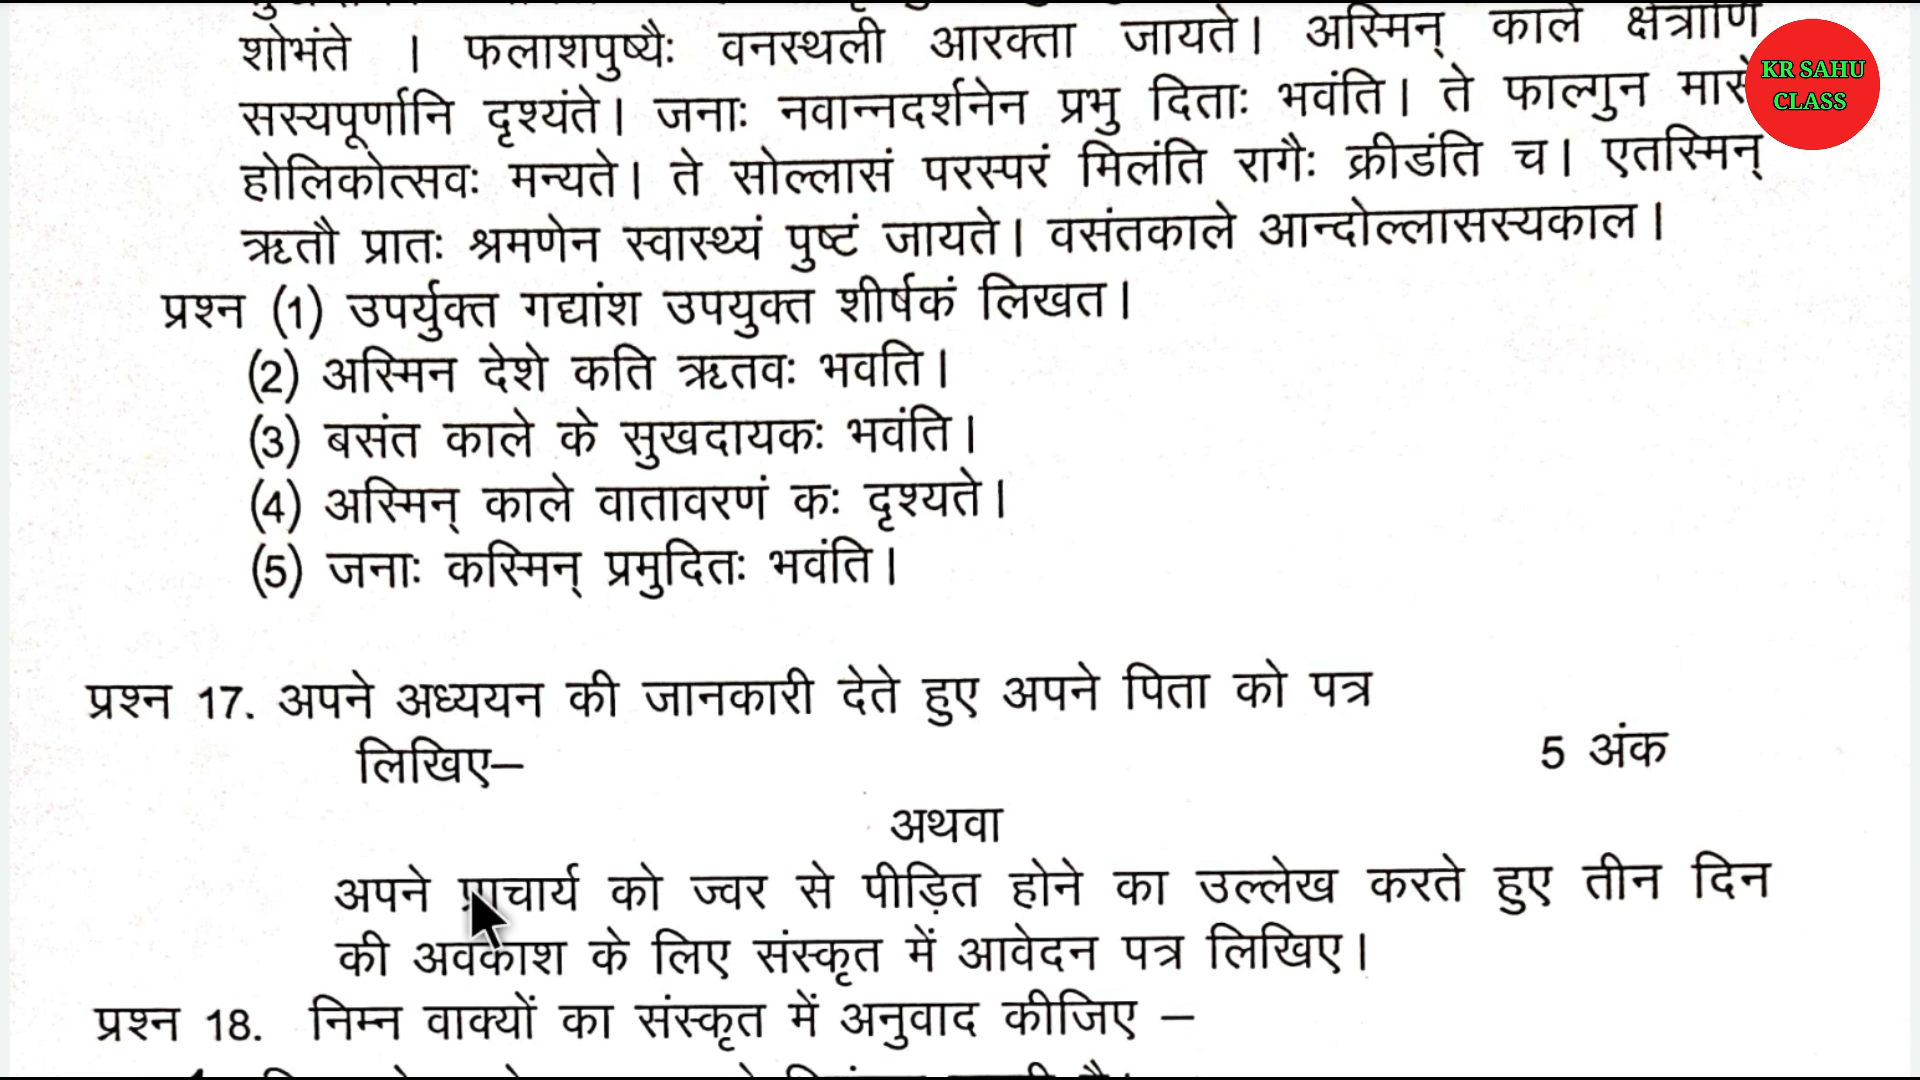 शोभंते । फलाशपुष्यैः वनस्थली आरक्ता जायते। अस्मिन् काले क्षेत्राणि
सस्यपूर्णानि दृश्यंते। जनाः नवान्नदर्शनेन प्रभु दिताः भवंति। ते फाल्गुन मासे
होलिकोत्सवः मन्यते। ते सोल्लासं परस्परं मिलंति रागैः क्रीडंति च। एतस्मिन्
ऋतौ प्रातः श्रमणेन स्वास्थ्यं पुष्टं जायते। वसंतकाले आन्दोल्लासस्यकाल।
KR SAHU
CLASS
प्रश्न (1) उपर्युक्त गद्यांश उपयुक्त शीर्षकं लिखत।
(2) अस्मिन देशे कति ऋतवः भवति।
(3) बसंत काले के सुखदायकः भवंति।
(4) अस्मिन् काले वातावरणं कः दृश्यते।
(5) जनाः कस्मिन् प्रमुदितः भवंति।
प्रश्न 17. अपने अध्ययन की जानकारी देते हुए अपने पिता को पत्र
लिखिए– 5 अंक
अथवा
अपने प्राचार्य को ज्वर से पीड़ित होने का उल्लेख करते हुए तीन दिन
की अवकाश के लिए संस्कृत में आवेदन पत्र लिखिए।
प्रश्न 18. निम्न वाक्यों का संस्कृत में अनुवाद कीजिए –